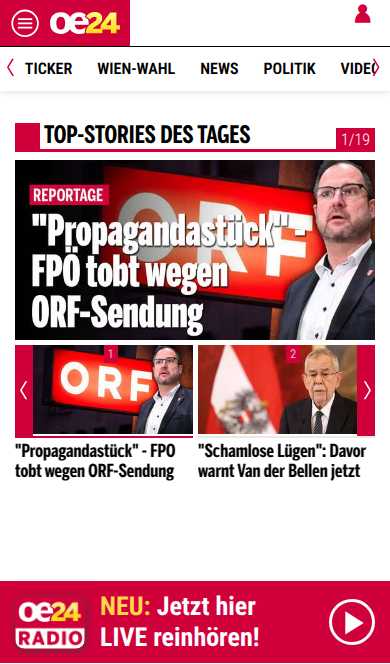 oe24
TICKER WIEN-WAHL NEWS POLITIK VIDEO
TOP-STORIES DES TAGES
1/19
REPORTAGE
"Propagandastück" -
FPÖ tobt wegen
ORF-Sendung
ORF
1
ORF
2
"Propagandastück" - FPÖ
tobt wegen ORF-Sendung
"Schamlose Lügen": Davor
warnt Van der Bellen jetzt
oe24
RADIO
NEU: Jetzt hier
LIVE reinhören!